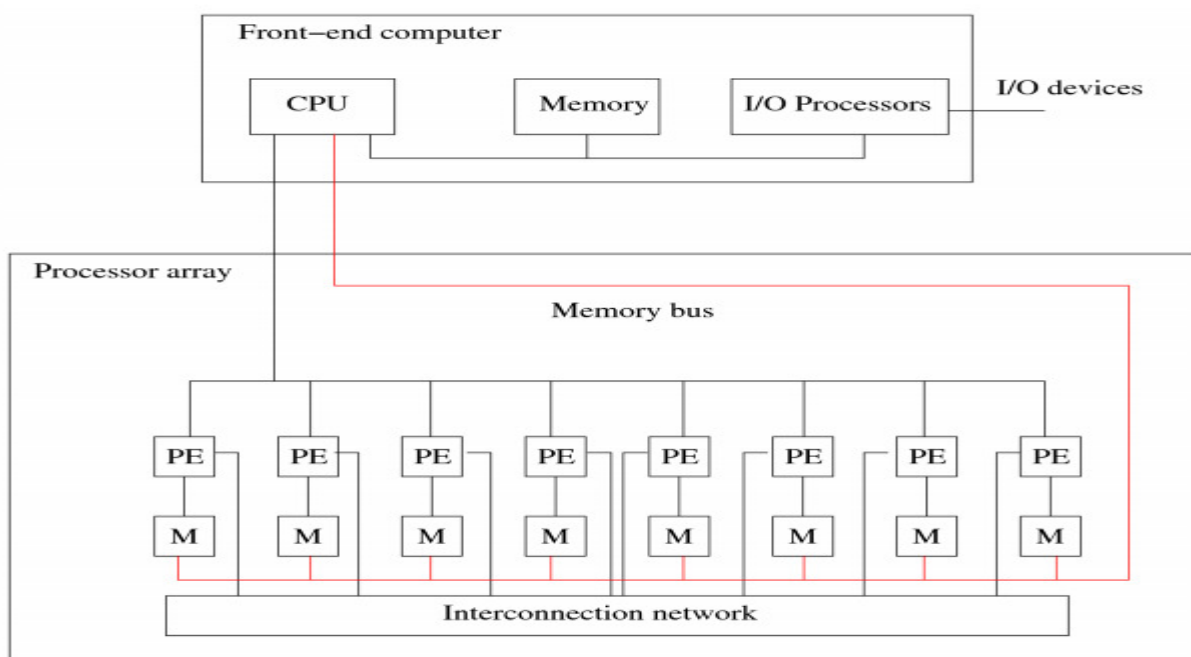 Front-end computer
CPU
Memory
I/O Processors
I/O devices
Processor array
Memory bus
PE PE PE PE PE PE PE PE
M M M M M M M M
Interconnection network